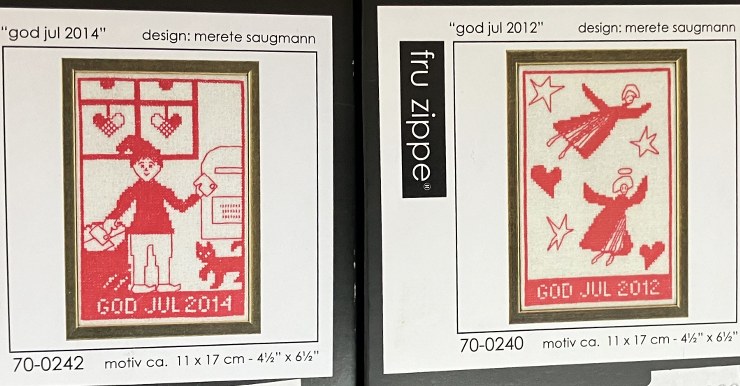 "god jul 2014" design: merete saugmann
GOD JUL 2014
70-0242 motiv ca. 11 x 17 cm - 4½" x 6½"
"god jul 2012" design: merete saugmann
fru zippe®
GOD JUL 2012
70-0240 motiv ca. 11 x 17 cm - 4½" x 6½"